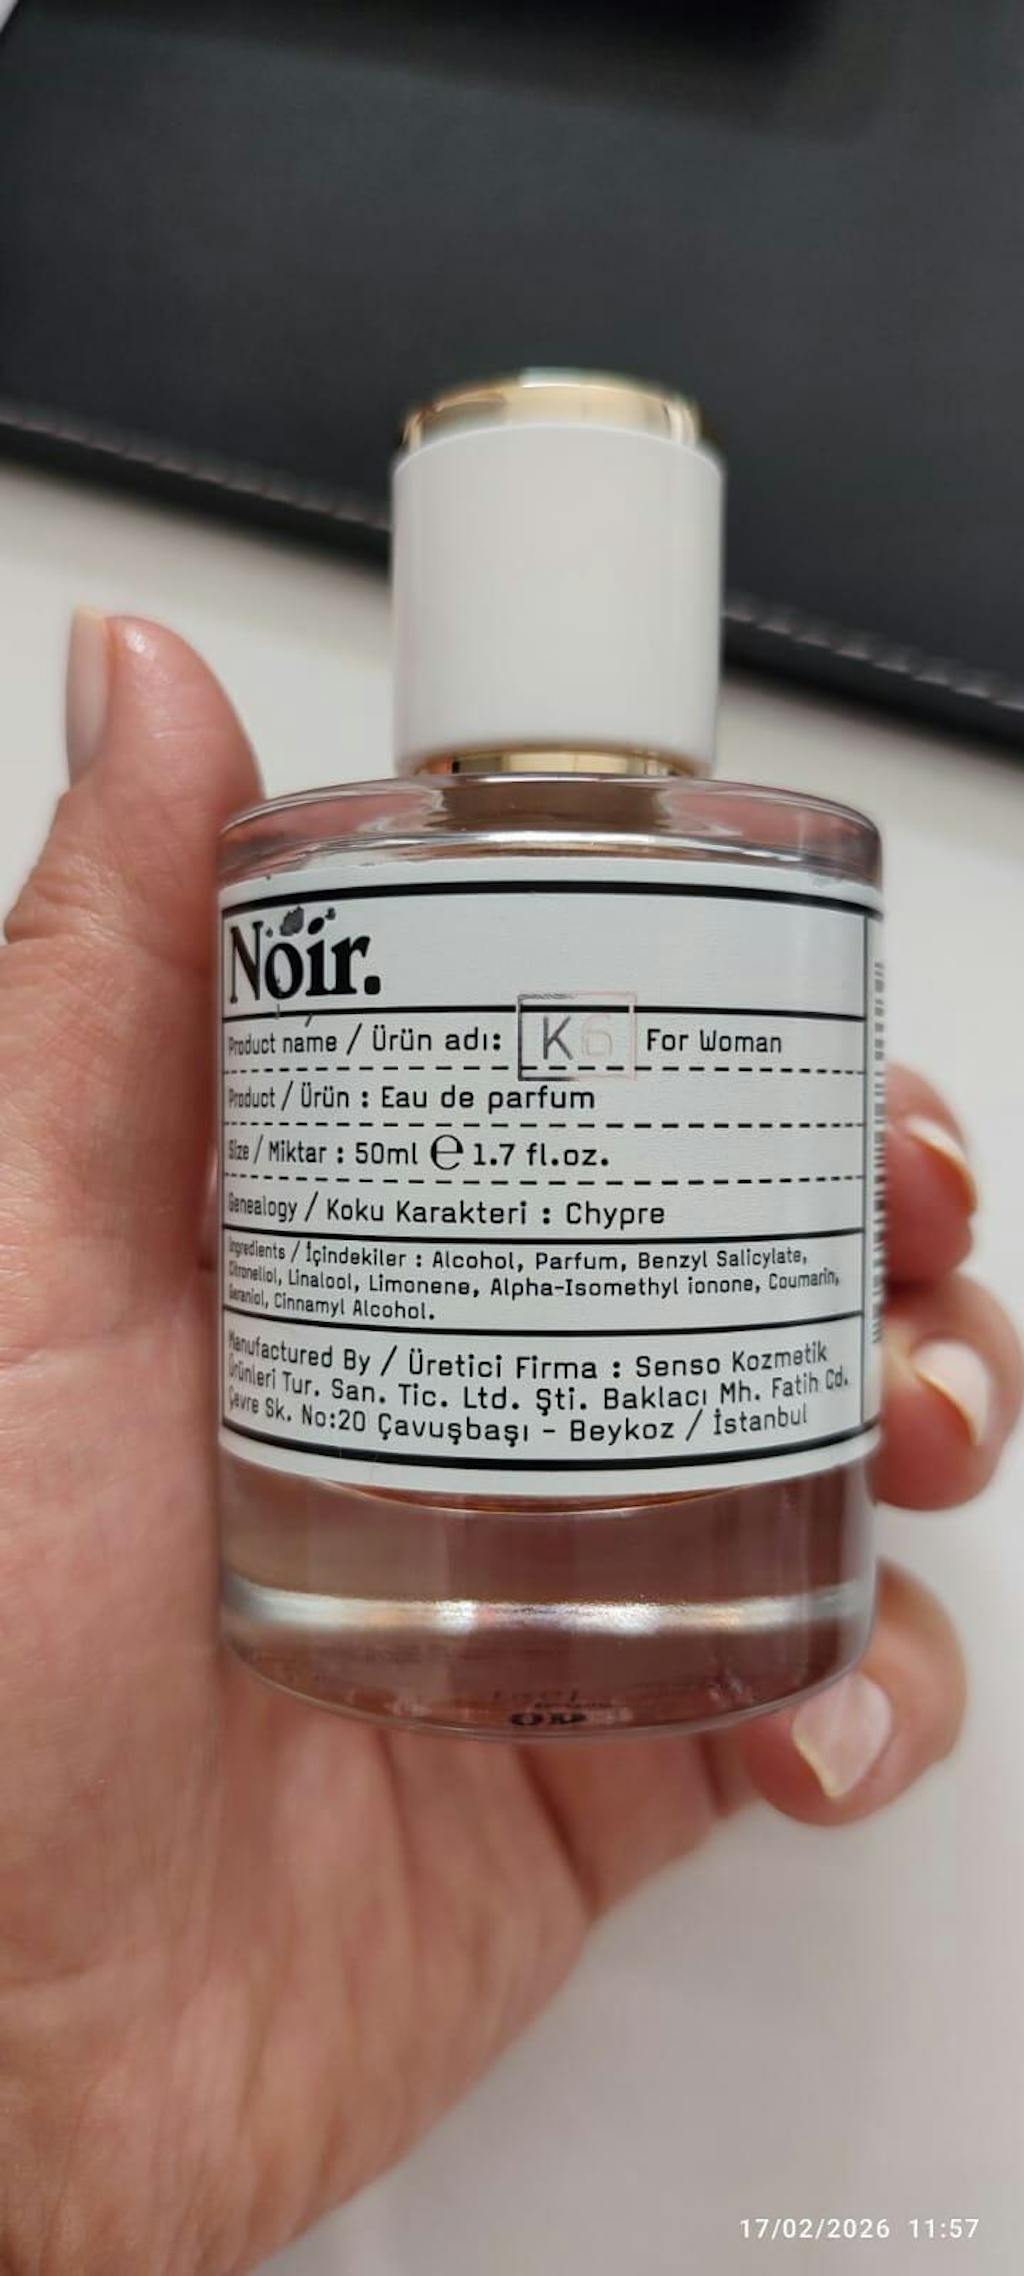 Noir.
Product name / Ürün adı: K6 For Woman
Product / Ürün : Eau de parfum
Size / Miktar : 50ml ℮ 1.7 fl.oz.
Genealogy / Koku Karakteri : Chypre
Ingredients / İçindekiler : Alcohol, Parfum, Benzyl Salicylate,
Citronellol, Linalool, Limonene, Alpha-Isomethyl ionone, Coumarin,
Geraniol, Cinnamyl Alcohol.
Manufactured By / Üretici Firma : Senso Kozmetik
Ürünleri Tur. San. Tic. Ltd. Şti. Baklacı Mh. Fatih Cd.
Çevre Sk. No:20 Çavuşbaşı - Beykoz / İstanbul
17/02/2026 11:57